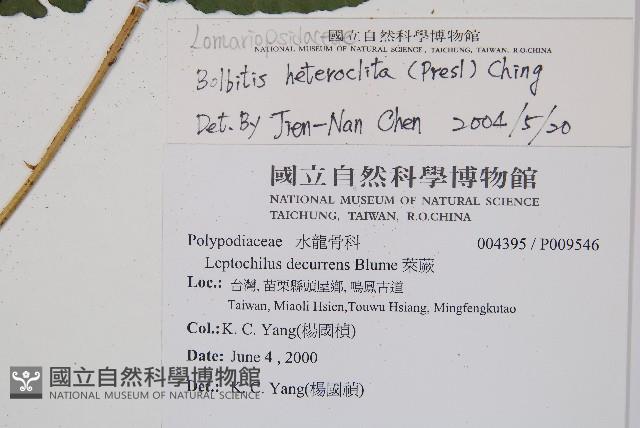 Lomariopsidaceae
國立自然科學博物館
NATIONAL MUSEUM OF NATURAL SCIENCE, TAICHUNG, TAIWAN, R.O.CHINA
Bolbitis heteroclita (Presl) Ching
Det. By Jien-Nan Chen 2004/5/20
國立自然科學博物館
NATIONAL MUSEUM OF NATURAL SCIENCE
TAICHUNG, TAIWAN, R.O.CHINA
Polypodiaceae 水龍骨科 004395 / P009546
Leptochilus decurrens Blume 萊蕨
Loc.: 台灣, 苗栗縣頭屋鄉, 鳴鳳古道
Taiwan, Miaoli Hsien,Touwu Hsiang, Mingfengkutao
Col.: K. C. Yang(楊國禎)
Date: June 4 , 2000
Det.: K. C. Yang(楊國禎)
國立自然科學博物館
NATIONAL MUSEUM OF NATURAL SCIENCE